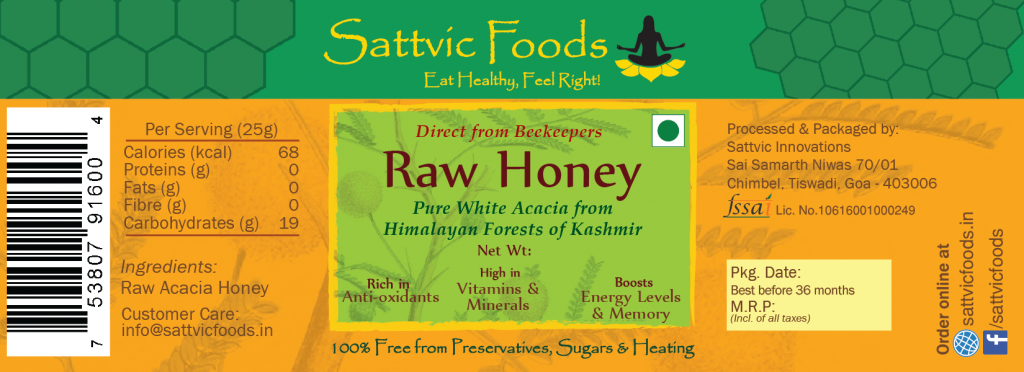 Sattvic Foods
Eat Healthy, Feel Right!
7 53807 91600 4
Per Serving (25g)
Calories (kcal) 68
Proteins (g) 0
Fats (g) 0
Fibre (g) 0
Carbohydrates (g) 19
Ingredients:
Raw Acacia Honey
Customer Care:
info@sattvicfoods.in
Direct from Beekeepers
Raw Honey
Pure White Acacia from
Himalayan Forests of Kashmir
Net Wt:
Rich in
Anti-oxidants
High in
Vitamins &
Minerals
Boosts
Energy Levels
& Memory
100% Free from Preservatives, Sugars & Heating
Processed & Packaged by:
Sattvic Innovations
Sai Samarth Niwas 70/01
Chimbel, Tiswadi, Goa - 403006
fssai Lic. No.10616001000249
Pkg. Date:
Best before 36 months
M.R.P:
(Incl. of all taxes)
Order online at
sattvicfoods.in
f/sattvicfoods